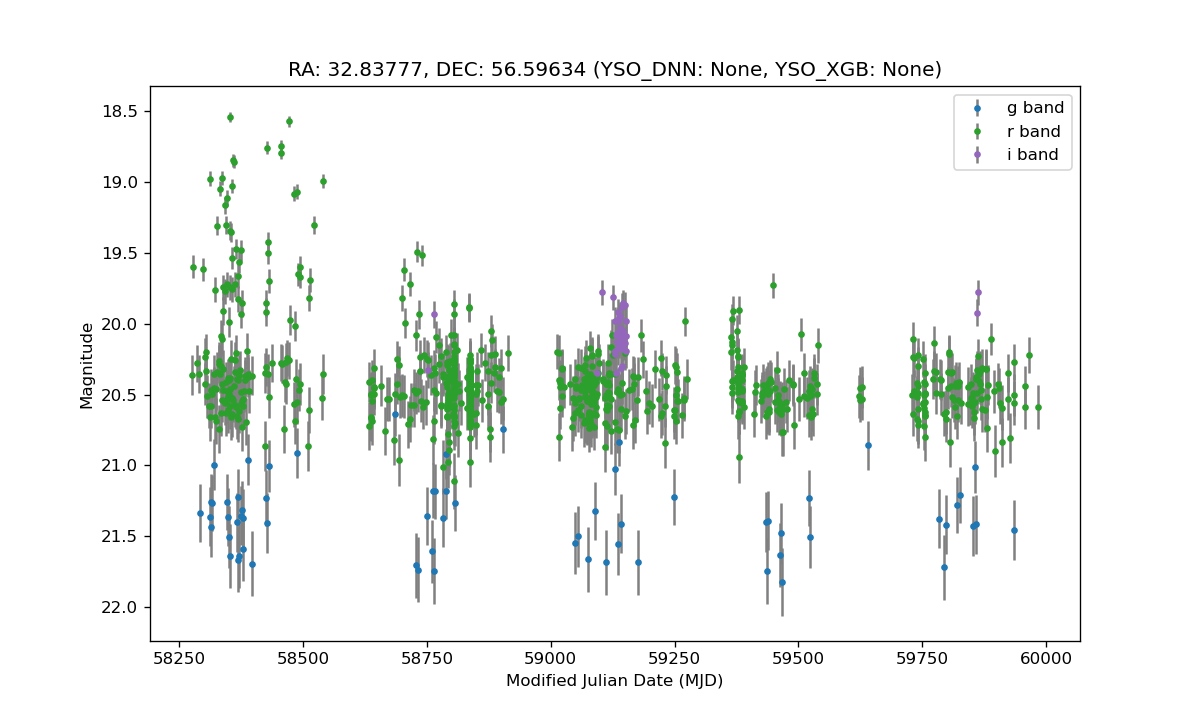 RA: 32.83777, DEC: 56.59634 (YSO_DNN: None, YSO_XGB: None)
g band
r band
i band
18.5
19.0
19.5
20.0
20.5
21.0
21.5
22.0
Magnitude
58250 58500 58750 59000 59250 59500 59750 60000
Modified Julian Date (MJD)